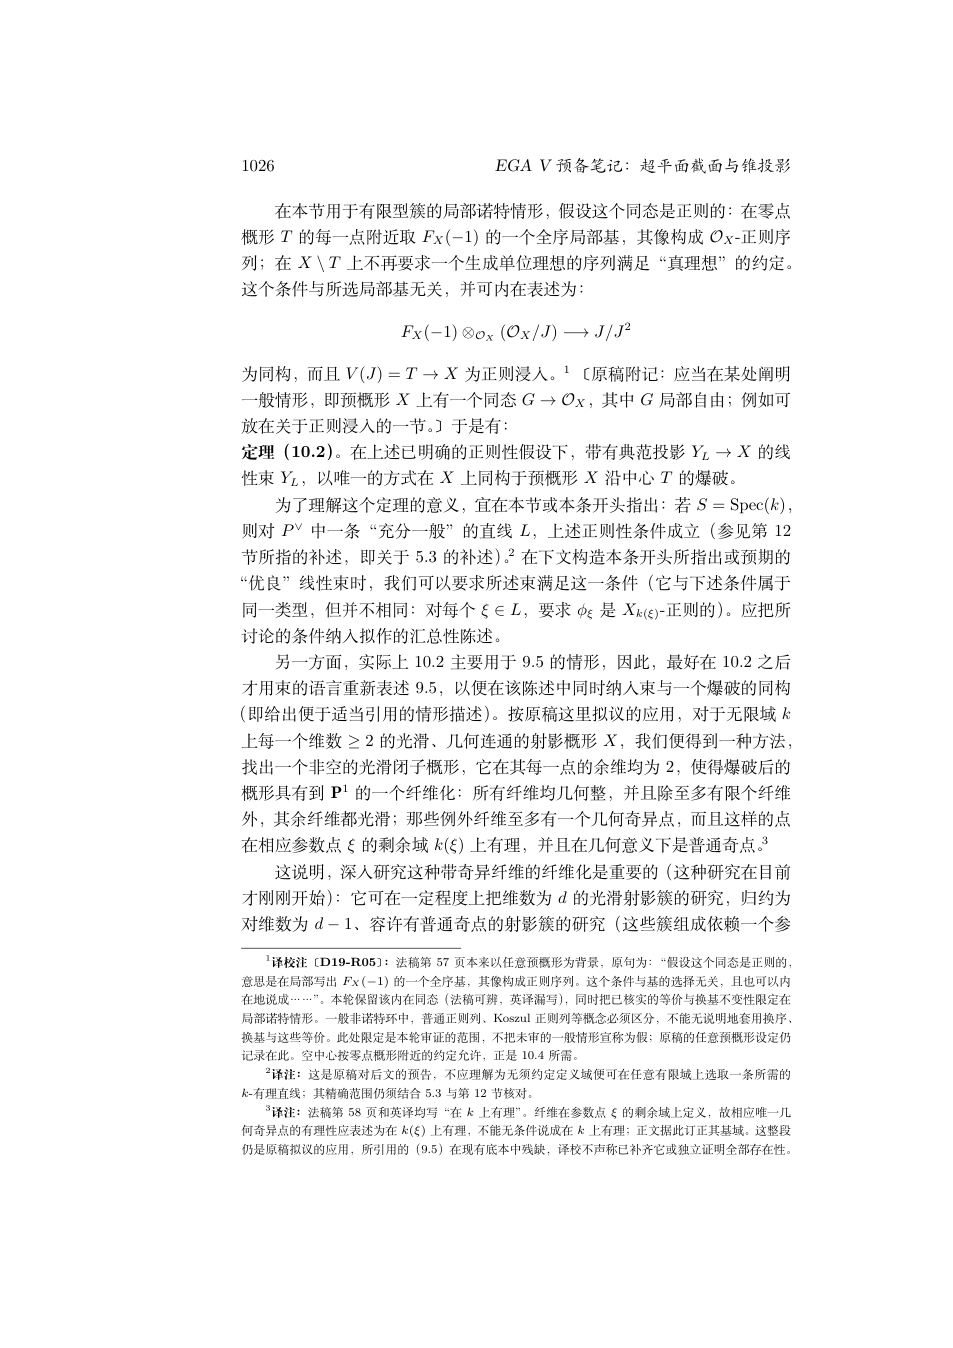 1026 EGA V 预备笔记：超平面截面与锥投影
在本节用于有限型簇的局部诺特情形，假设这个同态是正则的：在零点
概形 T 的每一点附近取 F_X(−1) 的一个全序局部基，其像构成 𝒪_X-正则序
列；在 X \ T 上不再要求一个生成单位理想的序列满足“真理想”的约定。
这个条件与所选局部基无关，并可内在表述为：
F_X(−1) ⊗_{𝒪_X} (𝒪_X/J) ⟶ J/J²
为同构，而且 V(J) = T → X 为正则浸入。¹〔原稿附记：应当在某处阐明
一般情形，即预概形 X 上有一个同态 G → 𝒪_X，其中 G 局部自由；例如可
放在关于正则浸入的一节。〕于是有：
定理（10.2）。在上述已明确的正则性假设下，带有典范投影 Y_L → X 的线
性束 Y_L，以唯一的方式在 X 上同构于预概形 X 沿中心 T 的爆破。
为了理解这个定理的意义，宜在本节或本条开头指出：若 S = Spec(k)，
则对 P^∨ 中一条“充分一般”的直线 L，上述正则性条件成立（参见第 12
节所指的补述，即关于 5.3 的补述）。² 在下文构造本条开头所指出或预期的
“优良”线性束时，我们可以要求所述束满足这一条件（它与下述条件属于
同一类型，但并不相同：对每个 ξ ∈ L，要求 ϕ_ξ 是 X_{k(ξ)}-正则的）。应把所
讨论的条件纳入拟作的汇总性陈述。
另一方面，实际上 10.2 主要用于 9.5 的情形，因此，最好在 10.2 之后
才用束的语言重新表述 9.5，以便在该陈述中同时纳入束与一个爆破的同构
（即给出便于适当引用的情形描述）。按原稿这里拟议的应用，对于无限域 k
上每一个维数 ≥ 2 的光滑、几何连通的射影概形 X，我们便得到一种方法，
找出一个非空的光滑闭子概形，它在其每一点的余维均为 2，使得爆破后的
概形具有到 P¹ 的一个纤维化：所有纤维均几何整，并且除至多有限个纤维
外，其余纤维都光滑；那些例外纤维至多有一个几何奇异点，而且这样的点
在相应参数点 ξ 的剩余域 k(ξ) 上有理，并且在几何意义下是普通奇点。³
这说明，深入研究这种带奇异纤维的纤维化是重要的（这种研究在目前
才刚刚开始）：它可在一定程度上把维数为 d 的光滑射影簇的研究，归约为
对维数为 d − 1、容许有普通奇点的射影簇的研究（这些簇组成依赖一个参
¹译校注〔D19-R05〕：法稿第 57 页本来以任意预概形为背景，原句为：“假设这个同态是正则的，
意思是在局部写出 F_X(−1) 的一个全序基，其像构成正则序列。这个条件与基的选择无关，且也可以内
在地说成……”。本轮保留该内在同态（法稿可辨，英译漏写），同时把已核实的等价与换基不变性限定在
局部诺特情形。一般非诺特环中，普通正则列、Koszul 正则列等概念必须区分，不能无说明地套用换序、
换基与这些等价。此处限定是本轮审证的范围，不把未审的一般情形宣称为假；原稿的任意预概形设定仍
记录在此。空中心按零点概形附近的约定允许，正是 10.4 所需。
²译注：这是原稿对后文的预告，不应理解为无须约定定义域便可在任意有限域上选取一条所需的
k-有理直线；其精确范围仍须结合 5.3 与第 12 节核对。
³译注：法稿第 58 页和英译均写“在 k 上有理”。纤维在参数点 ξ 的剩余域上定义，故相应唯一几
何奇异点的有理性应表述为在 k(ξ) 上有理，不能无条件说成在 k 上有理；正文据此订正其基域。这整段
仍是原稿拟议的应用，所引用的（9.5）在现有底本中残缺，译校不声称已补齐它或独立证明全部存在性。